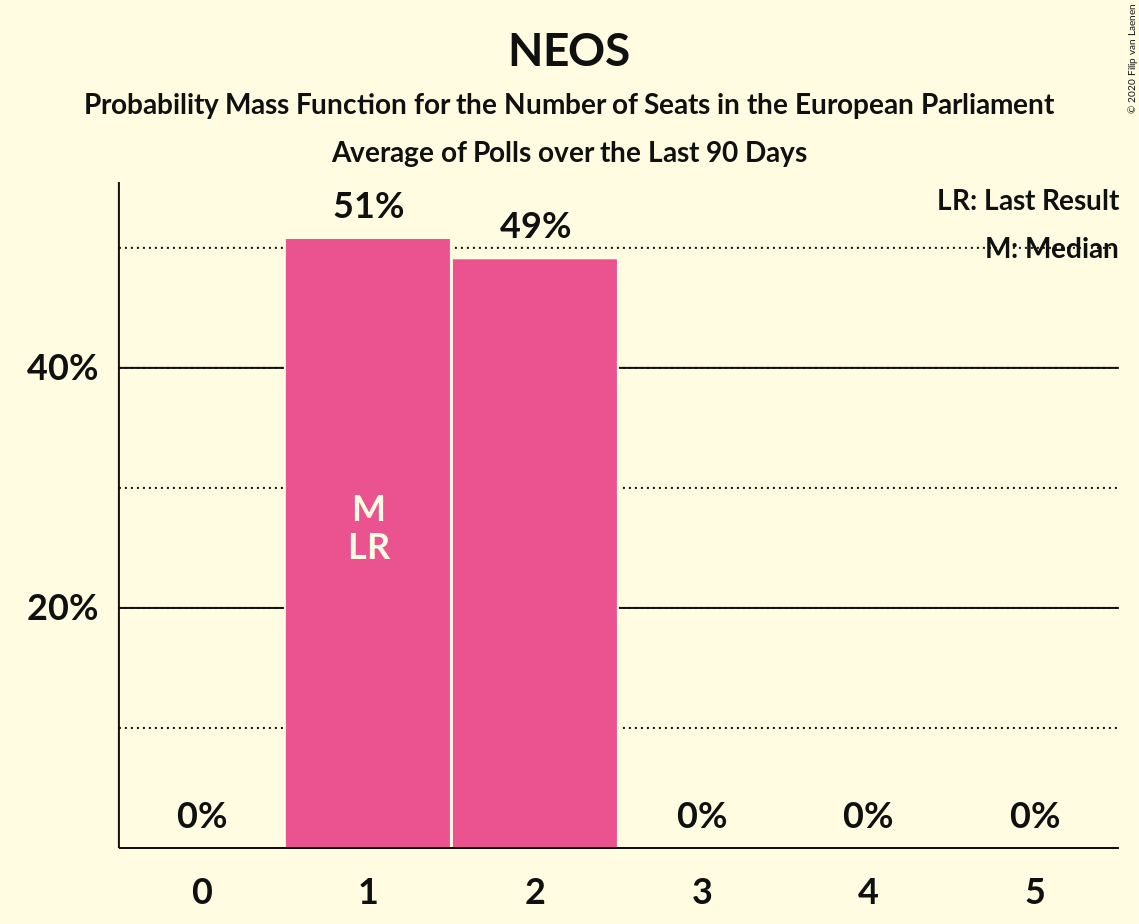 NEOS
Probability Mass Function for the Number of Seats in the European Parliament
Average of Polls over the Last 90 Days
© 2020 Filip van Laenen
LR: Last Result
M: Median
51%
49%
40%
M
LR
20%
0%
0%
0%
0%
0
1
2
3
4
5